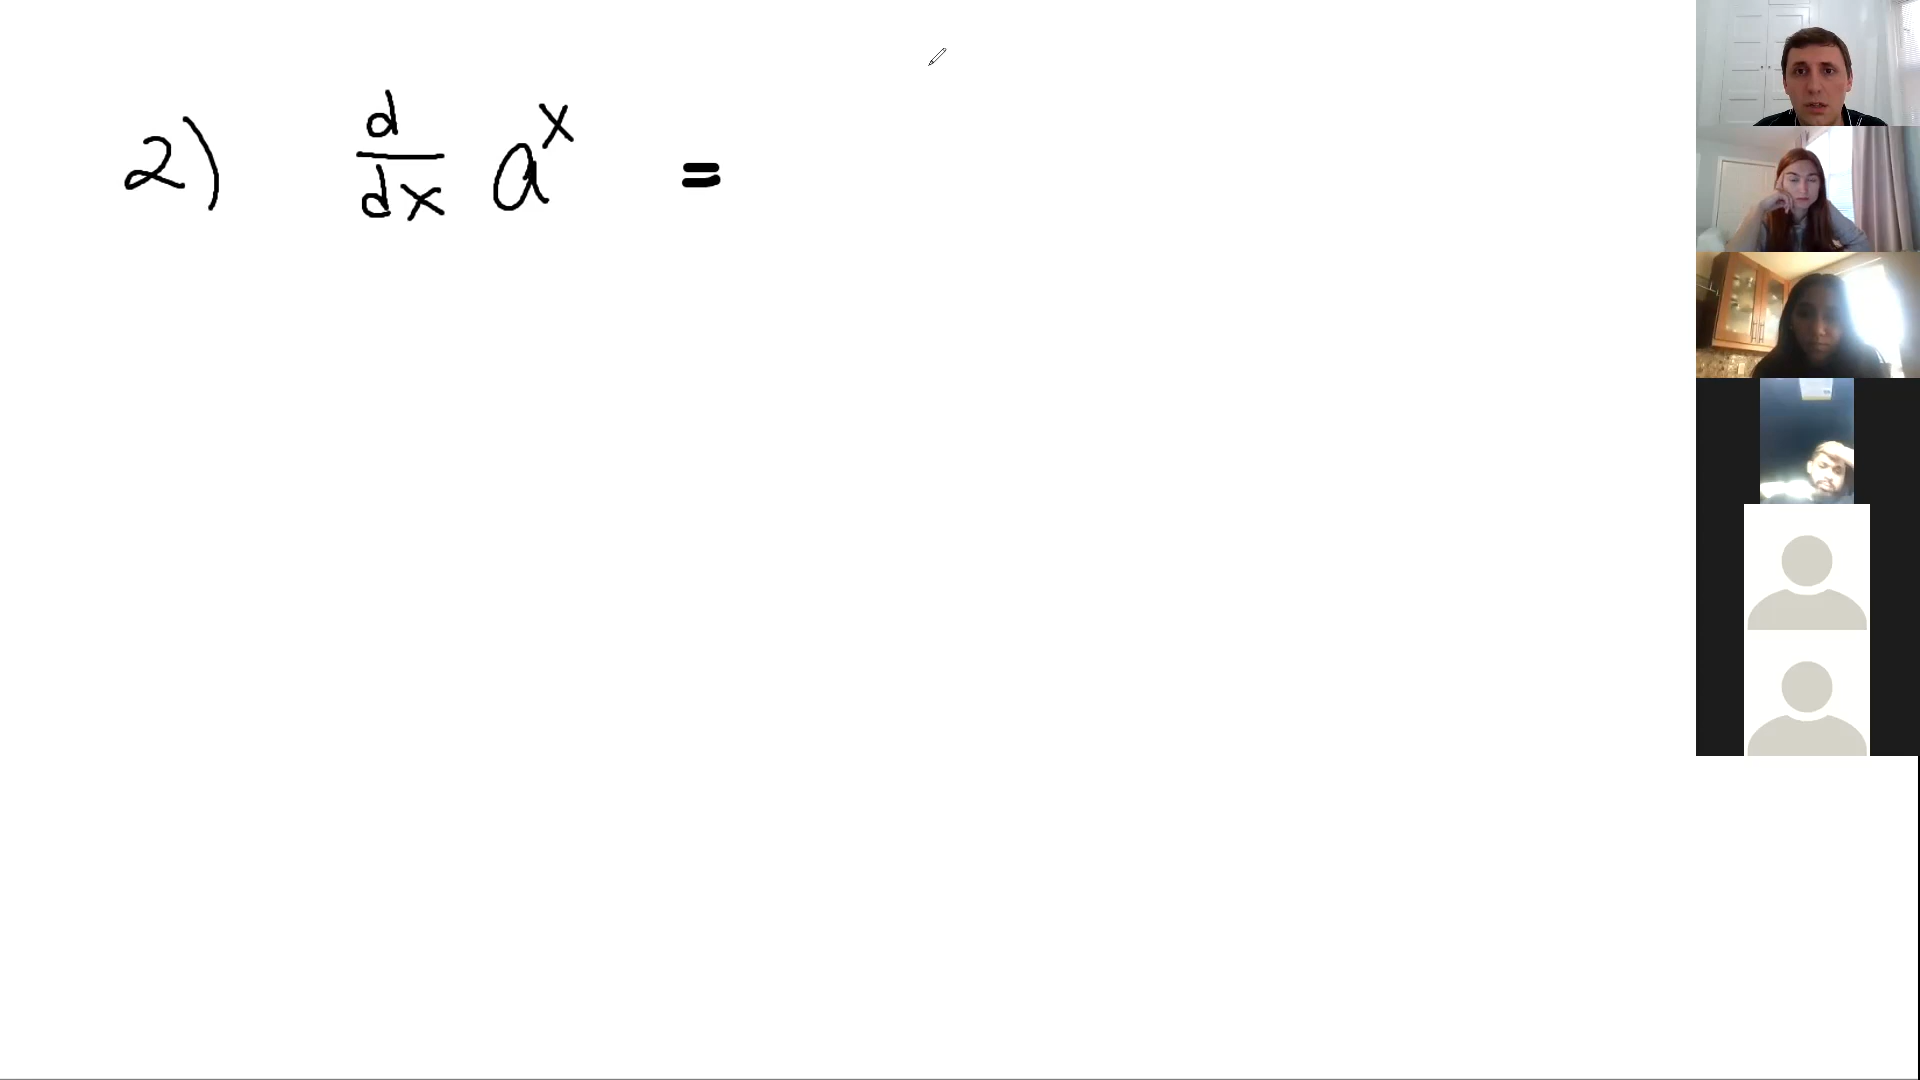 2) d/dx a^x =